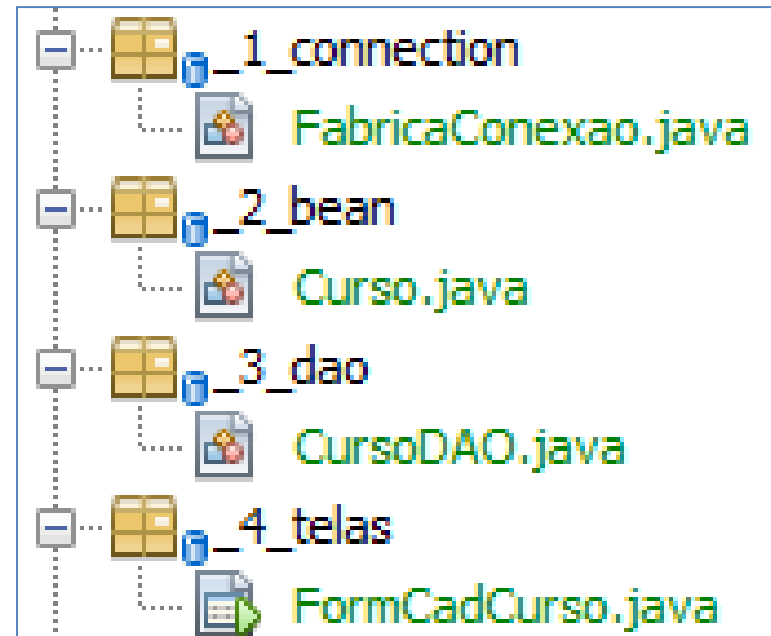 _1_connection
FabricaConexao.java
_2_bean
Curso.java
_3_dao
CursoDAO.java
_4_telas
FormCadCurso.java